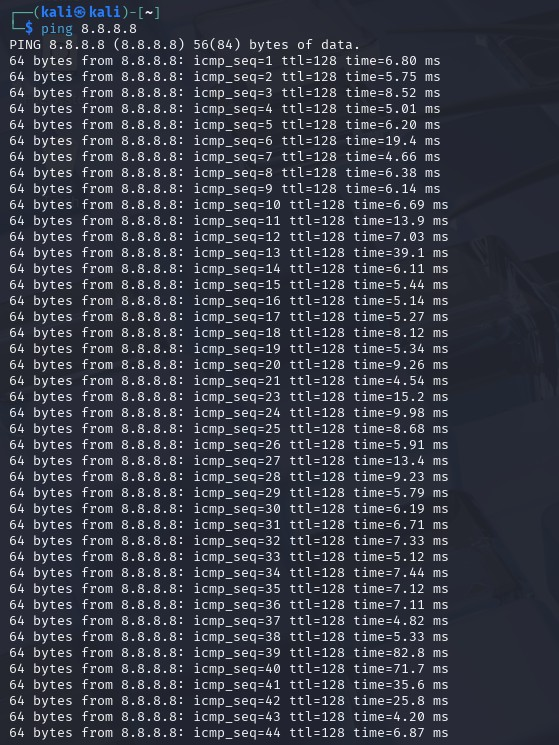 ┌──(kali㉿kali)-[~]
└─$ ping 8.8.8.8
PING 8.8.8.8 (8.8.8.8) 56(84) bytes of data.
64 bytes from 8.8.8.8: icmp_seq=1 ttl=128 time=6.80 ms
64 bytes from 8.8.8.8: icmp_seq=2 ttl=128 time=5.75 ms
64 bytes from 8.8.8.8: icmp_seq=3 ttl=128 time=8.52 ms
64 bytes from 8.8.8.8: icmp_seq=4 ttl=128 time=5.01 ms
64 bytes from 8.8.8.8: icmp_seq=5 ttl=128 time=6.20 ms
64 bytes from 8.8.8.8: icmp_seq=6 ttl=128 time=19.4 ms
64 bytes from 8.8.8.8: icmp_seq=7 ttl=128 time=4.66 ms
64 bytes from 8.8.8.8: icmp_seq=8 ttl=128 time=6.38 ms
64 bytes from 8.8.8.8: icmp_seq=9 ttl=128 time=6.14 ms
64 bytes from 8.8.8.8: icmp_seq=10 ttl=128 time=6.69 ms
64 bytes from 8.8.8.8: icmp_seq=11 ttl=128 time=13.9 ms
64 bytes from 8.8.8.8: icmp_seq=12 ttl=128 time=7.03 ms
64 bytes from 8.8.8.8: icmp_seq=13 ttl=128 time=39.1 ms
64 bytes from 8.8.8.8: icmp_seq=14 ttl=128 time=6.11 ms
64 bytes from 8.8.8.8: icmp_seq=15 ttl=128 time=5.44 ms
64 bytes from 8.8.8.8: icmp_seq=16 ttl=128 time=5.14 ms
64 bytes from 8.8.8.8: icmp_seq=17 ttl=128 time=5.27 ms
64 bytes from 8.8.8.8: icmp_seq=18 ttl=128 time=8.12 ms
64 bytes from 8.8.8.8: icmp_seq=19 ttl=128 time=5.34 ms
64 bytes from 8.8.8.8: icmp_seq=20 ttl=128 time=9.26 ms
64 bytes from 8.8.8.8: icmp_seq=21 ttl=128 time=4.54 ms
64 bytes from 8.8.8.8: icmp_seq=23 ttl=128 time=15.2 ms
64 bytes from 8.8.8.8: icmp_seq=24 ttl=128 time=9.98 ms
64 bytes from 8.8.8.8: icmp_seq=25 ttl=128 time=8.68 ms
64 bytes from 8.8.8.8: icmp_seq=26 ttl=128 time=5.91 ms
64 bytes from 8.8.8.8: icmp_seq=27 ttl=128 time=13.4 ms
64 bytes from 8.8.8.8: icmp_seq=28 ttl=128 time=9.23 ms
64 bytes from 8.8.8.8: icmp_seq=29 ttl=128 time=5.79 ms
64 bytes from 8.8.8.8: icmp_seq=30 ttl=128 time=6.19 ms
64 bytes from 8.8.8.8: icmp_seq=31 ttl=128 time=6.71 ms
64 bytes from 8.8.8.8: icmp_seq=32 ttl=128 time=7.33 ms
64 bytes from 8.8.8.8: icmp_seq=33 ttl=128 time=5.12 ms
64 bytes from 8.8.8.8: icmp_seq=34 ttl=128 time=7.44 ms
64 bytes from 8.8.8.8: icmp_seq=35 ttl=128 time=7.12 ms
64 bytes from 8.8.8.8: icmp_seq=36 ttl=128 time=7.11 ms
64 bytes from 8.8.8.8: icmp_seq=37 ttl=128 time=4.82 ms
64 bytes from 8.8.8.8: icmp_seq=38 ttl=128 time=5.33 ms
64 bytes from 8.8.8.8: icmp_seq=39 ttl=128 time=82.8 ms
64 bytes from 8.8.8.8: icmp_seq=40 ttl=128 time=71.7 ms
64 bytes from 8.8.8.8: icmp_seq=41 ttl=128 time=35.6 ms
64 bytes from 8.8.8.8: icmp_seq=42 ttl=128 time=25.8 ms
64 bytes from 8.8.8.8: icmp_seq=43 ttl=128 time=4.20 ms
64 bytes from 8.8.8.8: icmp_seq=44 ttl=128 time=6.87 ms